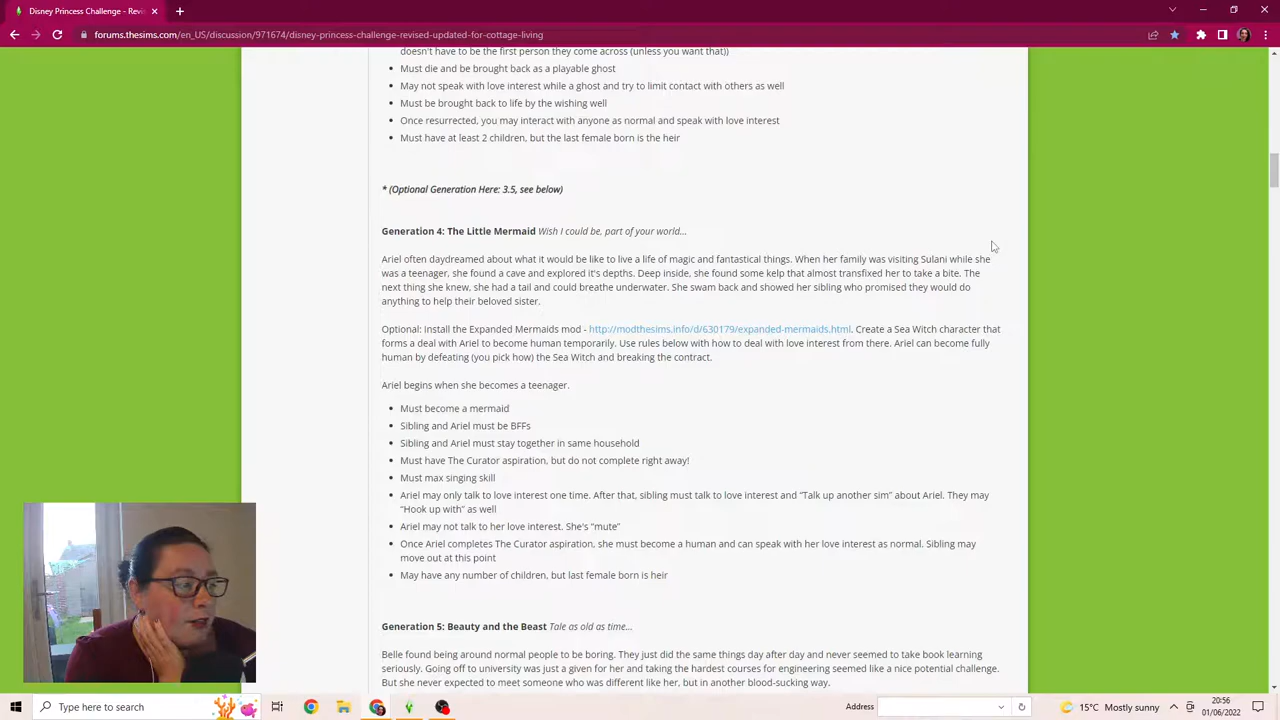 Disney Princess Challenge Revised
forums.thesims.com/en_US/discussion/971674/disney-princess-challenge-revised-updated-for-cottage-living
doesn't have to be the first person they come across (unless you want that))
Must die and be brought back as a playable ghost
May not speak with love interest while a ghost and try to limit contact with others as well
Must be brought back to life by the wishing well
Once resurrected, you may interact with anyone as normal and speak with love interest
Must have at least 2 children, but the last female born is the heir
* (Optional Generation Here: 3.5, see below)
Generation 4: The Little Mermaid Wish I could be, part of your world...
Ariel often daydreamed about what it would be like to live a life of magic and fantastical things. When her family was visiting Sulani while she
was a teenager, she found a cave and explored it's depths. Deep inside, she found some kelp that almost transfixed her to take a bite. The
next thing she knew, she had a tail and could breathe underwater. She swam back and showed her sibling who promised they would do
anything to help their beloved sister.
Optional: Install the Expanded Mermaids mod - http://modthesims.info/d/630179/expanded-mermaids.html. Create a Sea Witch character that
forms a deal with Ariel to become human temporarily. Use rules below with how to deal with love interest from there. Ariel can become fully
human by defeating (you pick how) the Sea Witch and breaking the contract.
Ariel begins when she becomes a teenager.
Must become a mermaid
Sibling and Ariel must be BFFs
Sibling and Ariel must stay together in same household
Must have The Curator aspiration, but do not complete right away!
Must max singing skill
Ariel may only talk to love interest one time. After that, sibling must talk to love interest and “Talk up another sim” about Ariel. They may
“Hook up with” as well
Ariel may not talk to her love interest. She's “mute”
Once Ariel completes The Curator aspiration, she must become a human and can speak with her love interest as normal. Sibling may
move out at this point
May have any number of children, but last female born is heir
Generation 5: Beauty and the Beast Tale as old as time...
Belle found being around normal people to be boring. They just did the same things day after day and never seemed to take book learning
seriously. Going off to university was just a given for her and taking the hardest courses for engineering seemed like a nice potential challenge.
But she never expected to meet someone who was different like her, but in another blood-sucking way.
Type here to search
Address
15°C Mostly sunny
20:56
01/06/2022